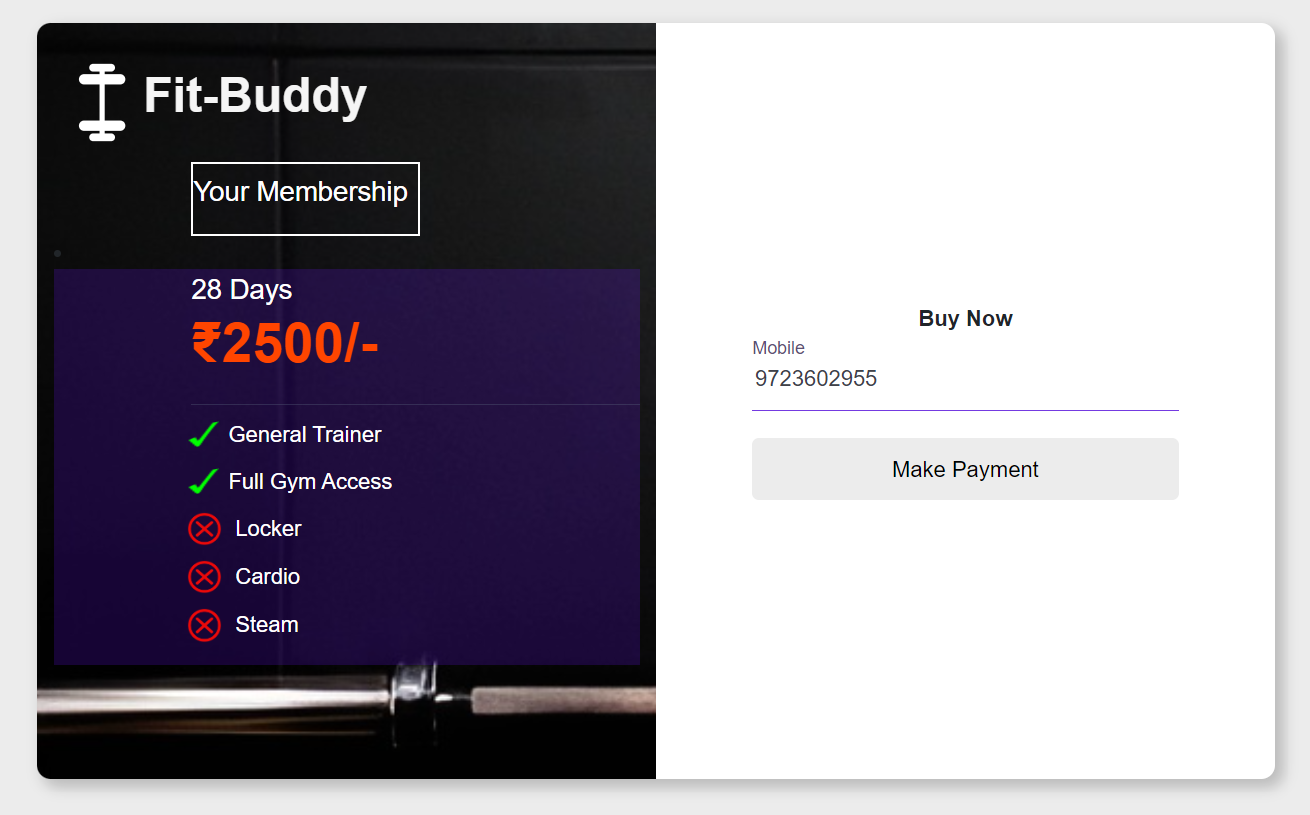 Fit-Buddy
Your Membership
28 Days
₹2500/-
General Trainer
Full Gym Access
Locker
Cardio
Steam
Buy Now
Mobile
9723602955
Make Payment